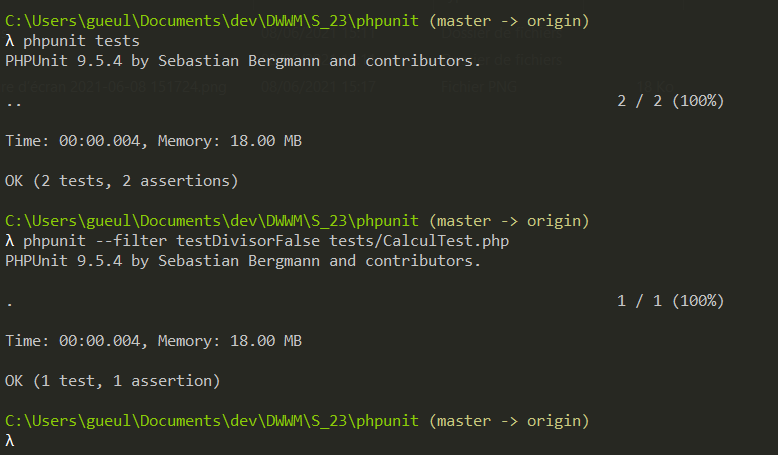 C:\Users\gueul\Documents\dev\DWWM\S_23\phpunit (master -> origin)
λ phpunit tests
PHPUnit 9.5.4 by Sebastian Bergmann and contributors.
.. 2 / 2 (100%)
Time: 00:00.004, Memory: 18.00 MB
OK (2 tests, 2 assertions)
C:\Users\gueul\Documents\dev\DWWM\S_23\phpunit (master -> origin)
λ phpunit --filter testDivisorFalse tests/CalculTest.php
PHPUnit 9.5.4 by Sebastian Bergmann and contributors.
. 1 / 1 (100%)
Time: 00:00.004, Memory: 18.00 MB
OK (1 test, 1 assertion)
C:\Users\gueul\Documents\dev\DWWM\S_23\phpunit (master -> origin)
λ